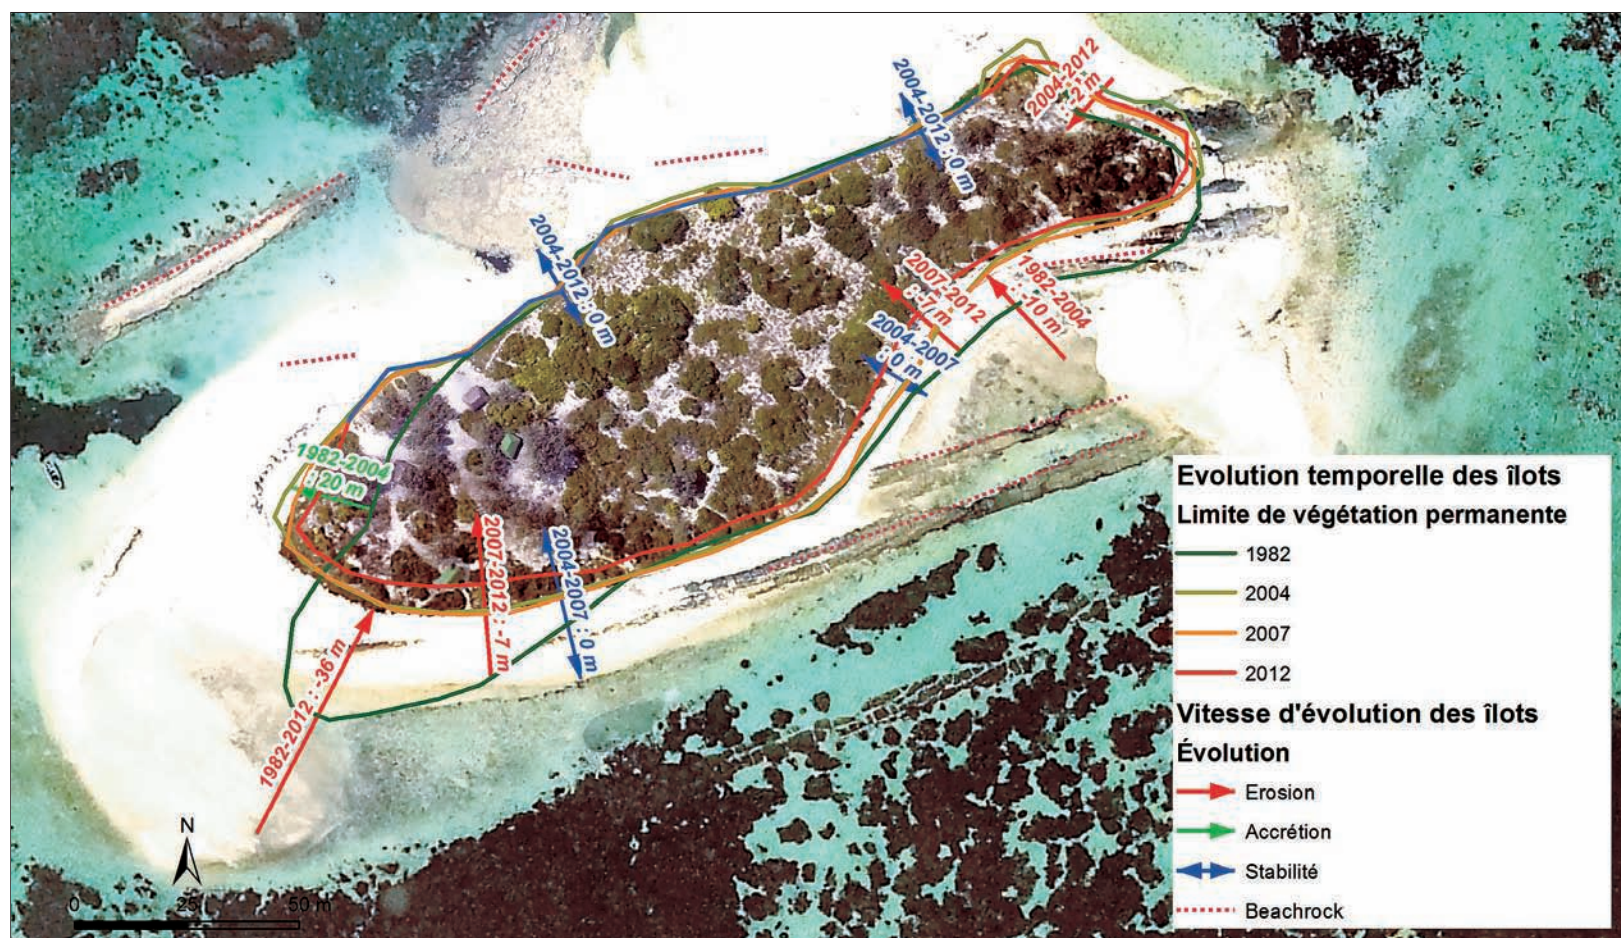 2004-2012 : 0 m
2004-2012
: -2 m
2004-2012 : 0 m
2007-2012
: -7 m
1982-2004
: -10 m
2004-2007
: 0 m
1982-2004
: 20 m
2007-2012 : -7 m
2004-2007 : 0 m
1982-2012 : -36 m
N
0 25 50 m
Evolution temporelle des îlots
Limite de végétation permanente
1982
2004
2007
2012
Vitesse d'évolution des îlots
Évolution
Erosion
Accrétion
Stabilité
Beachrock